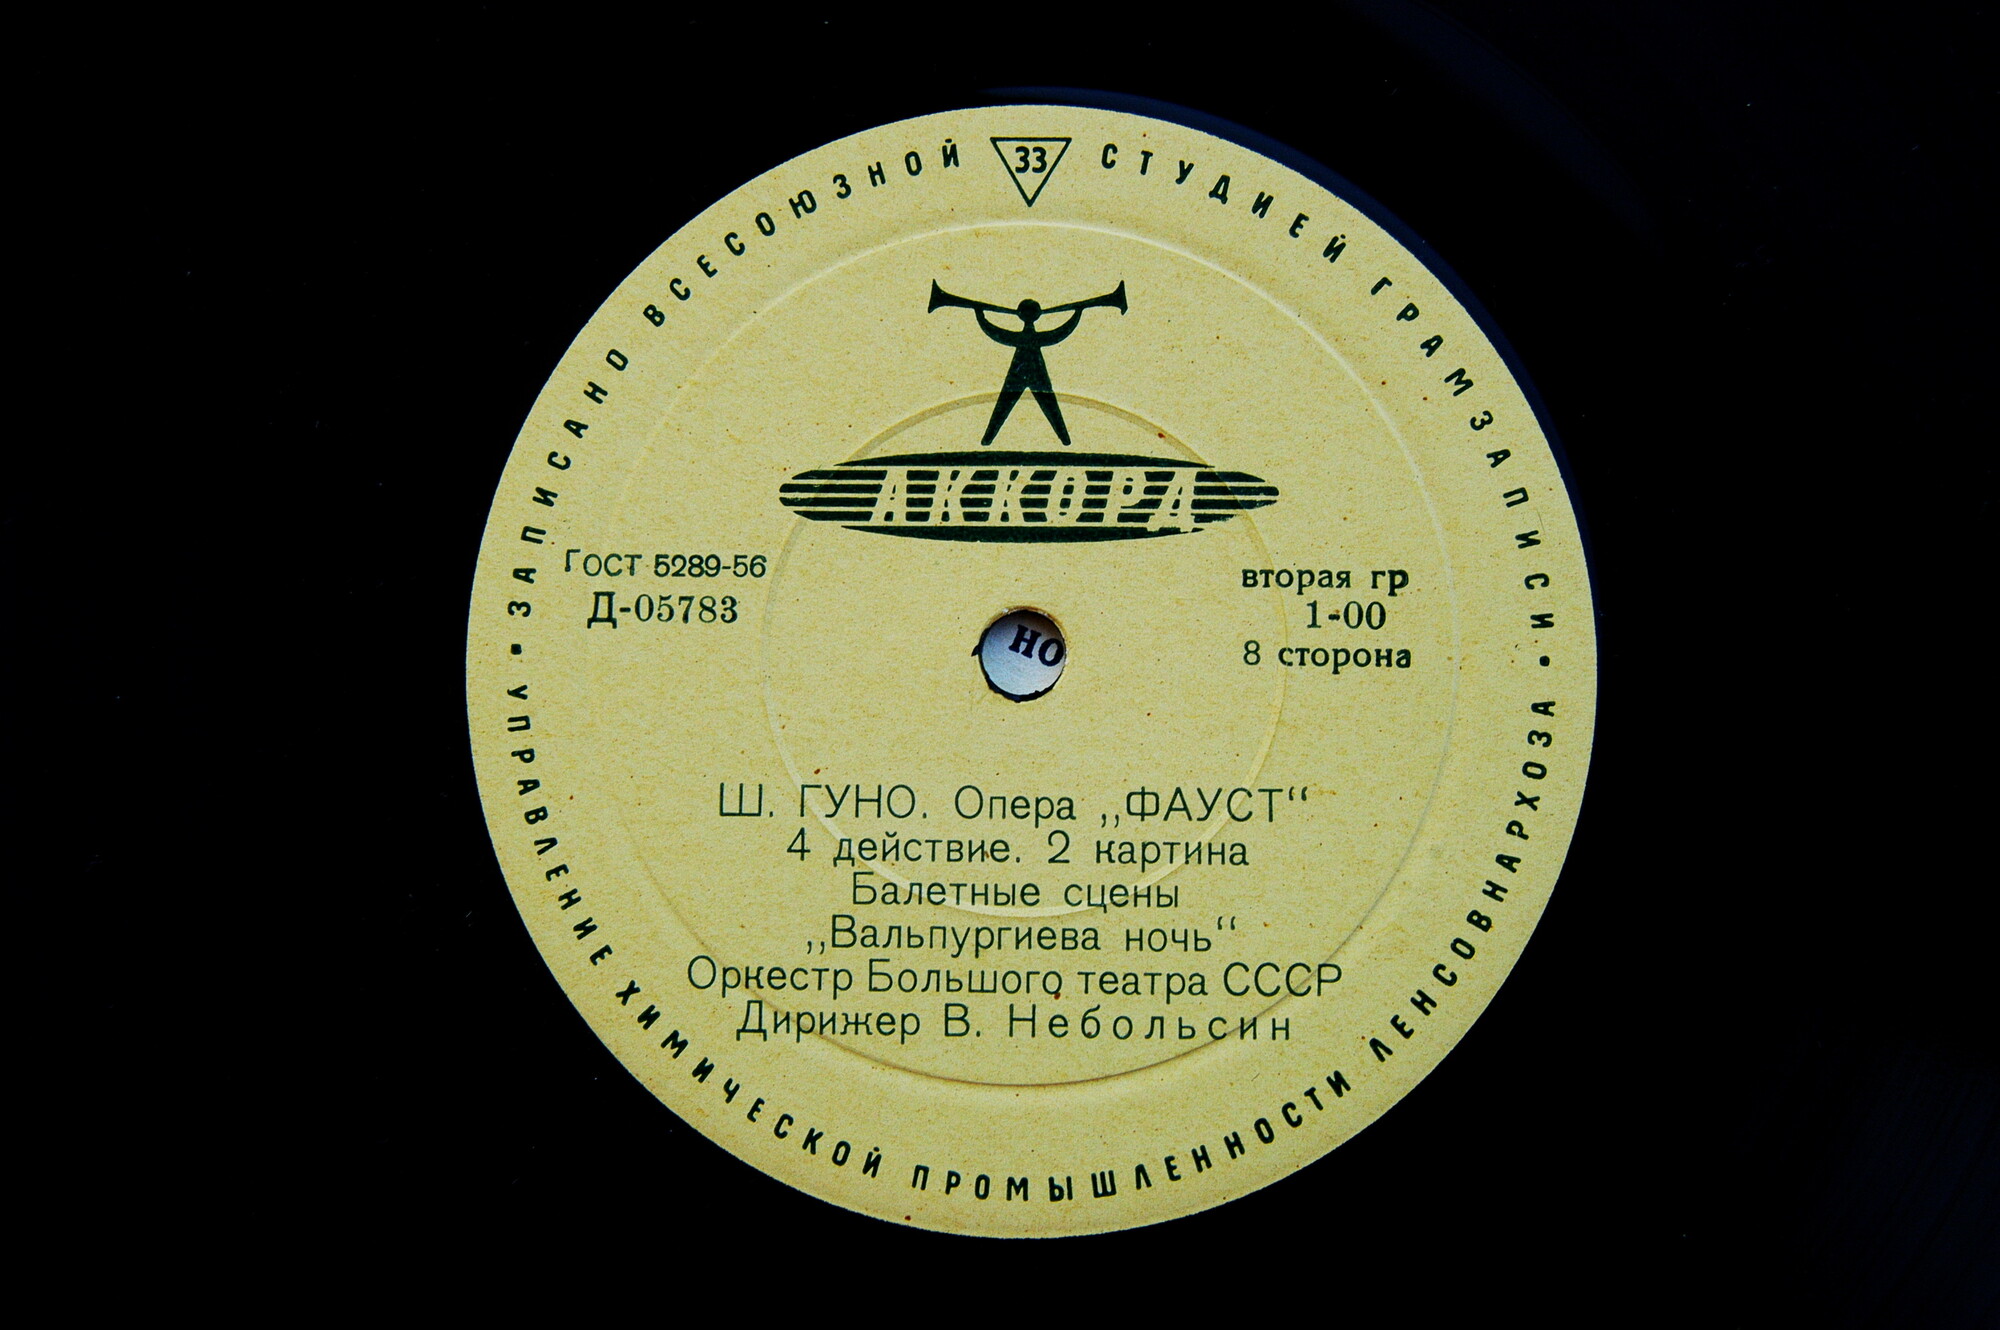 ЗАПИСАНО ВСЕСОЮЗНОЙ 33 СТУДИЕЙ ГРАМЗАПИСИ
АККОРД
ГОСТ 5289-56
Д-05783
вторая гр
1-00
8 сторона
НО
Ш. ГУНО. Опера „ФАУСТ“
4 действие. 2 картина
Балетные сцены
„Вальпургиева ночь“
Оркестр Большого театра СССР
Дирижер В. Небольсин
УПРАВЛЕНИЕ ХИМИЧЕСКОЙ ПРОМЫШЛЕННОСТИ ЛЕНСОВНАРХОЗА